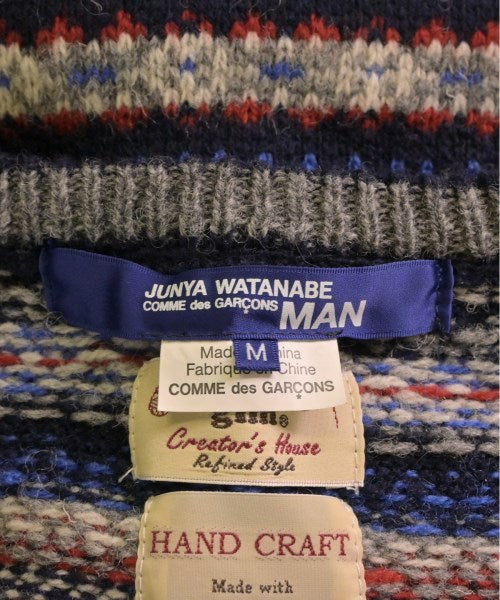 JUNYA WATANABE
COMME des GARÇONS MAN
M
Made China
Fabriqué en Chine
COMME des GARÇONS
Creator's House
Refined Style
HAND CRAFT
Made with